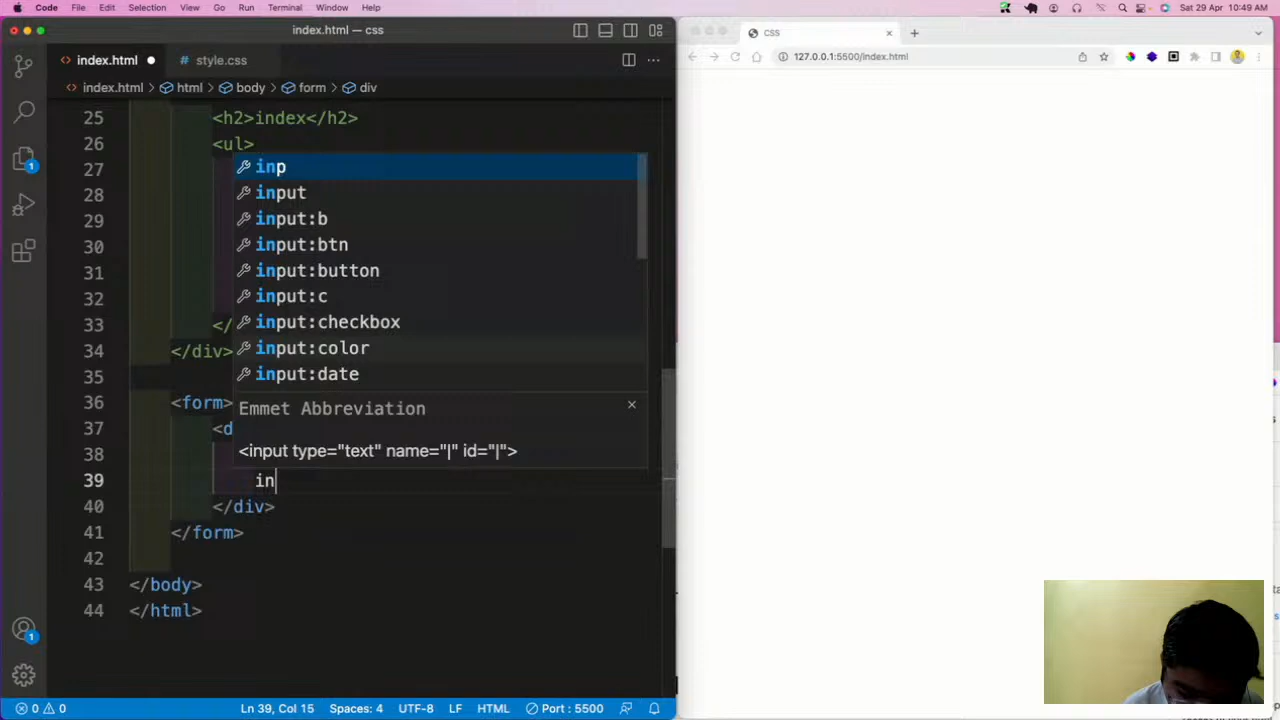 Code File Edit Selection View Go Run Terminal Window Help
Sat 29 Apr 10:49 AM
index.html — css
index.html
style.css
index.html > html > body > form > div
25 <h2>index</h2>
26 <ul>
27
28
29
30
31
32
33 </
34 </div>
35
36 <form>
37 <d
38
39 in
40 </div>
41 </form>
42
43 </body>
44 </html>
inp
input
input:b
input:btn
input:button
input:c
input:checkbox
input:color
input:date
Emmet Abbreviation
<input type="text" name="|" id="|">
1
1
0 0
Ln 39, Col 15
Spaces: 4
UTF-8
LF
HTML
Port : 5500
CSS
127.0.0.1:5500/index.html